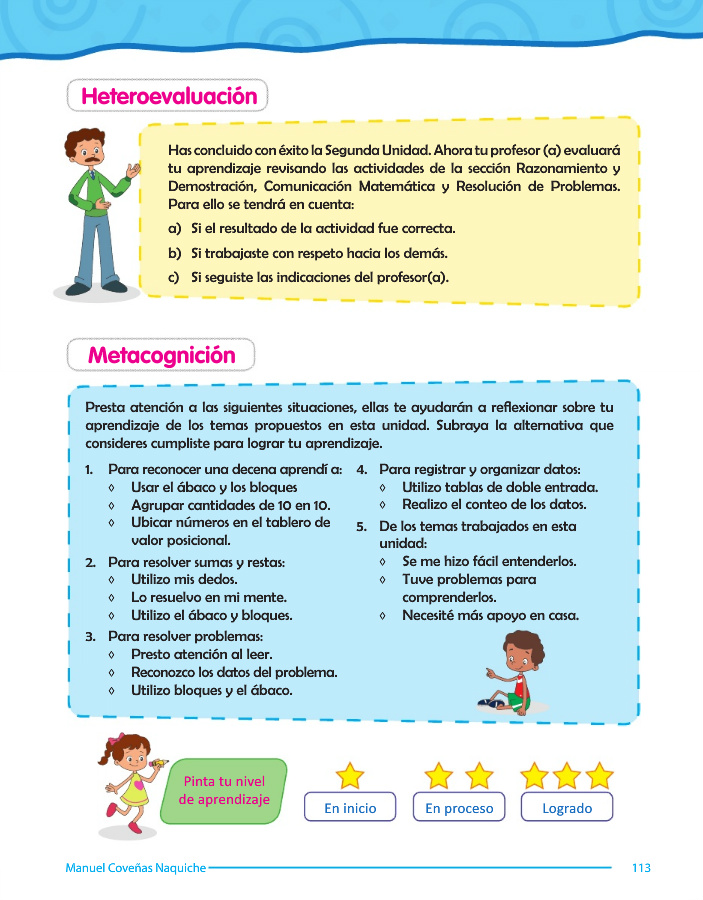 Heteroevaluación
Has concluido con éxito la Segunda Unidad. Ahora tu profesor (a) evaluará
tu aprendizaje revisando las actividades de la sección Razonamiento y
Demostración, Comunicación Matemática y Resolución de Problemas.
Para ello se tendrá en cuenta:
a) Si el resultado de la actividad fue correcta.
b) Si trabajaste con respeto hacia los demás.
c) Si seguiste las indicaciones del profesor(a).
Metacognición
Presta atención a las siguientes situaciones, ellas te ayudarán a reflexionar sobre tu
aprendizaje de los temas propuestos en esta unidad. Subraya la alternativa que
consideres cumpliste para lograr tu aprendizaje.
1. Para reconocer una decena aprendí a:
◊ Usar el ábaco y los bloques
◊ Agrupar cantidades de 10 en 10.
◊ Ubicar números en el tablero de
valor posicional.
2. Para resolver sumas y restas:
◊ Utilizo mis dedos.
◊ Lo resuelvo en mi mente.
◊ Utilizo el ábaco y bloques.
3. Para resolver problemas:
◊ Presto atención al leer.
◊ Reconozco los datos del problema.
◊ Utilizo bloques y el ábaco.
4. Para registrar y organizar datos:
◊ Utilizo tablas de doble entrada.
◊ Realizo el conteo de los datos.
5. De los temas trabajados en esta
unidad:
◊ Se me hizo fácil entenderlos.
◊ Tuve problemas para
comprenderlos.
◊ Necesité más apoyo en casa.
Pinta tu nivel
de aprendizaje
En inicio
En proceso
Logrado
Manuel Coveñas Naquiche
113